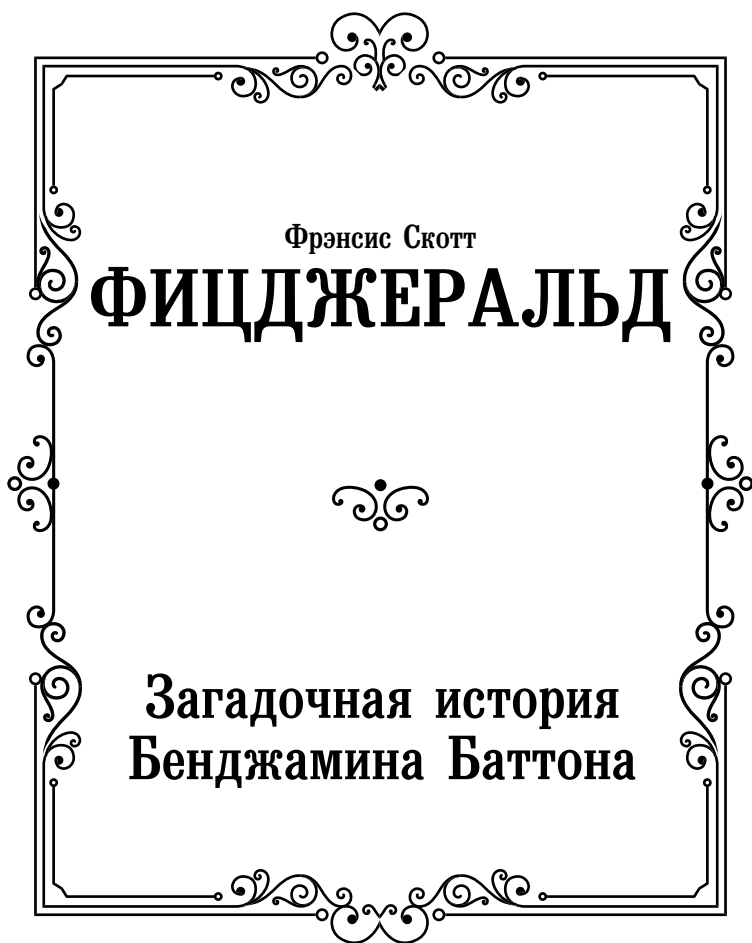 Фрэнсис Скотт
ФИЦДЖЕРАЛЬД
Загадочная история
Бенджамина Баттона